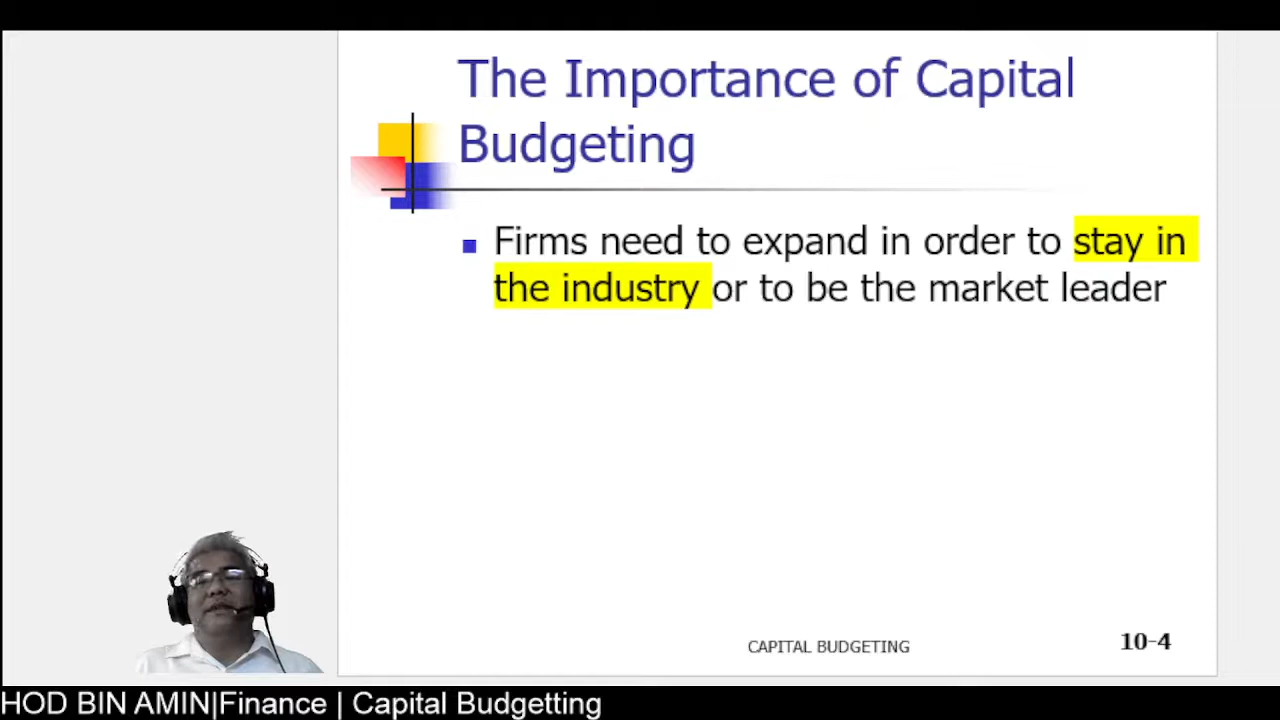 The Importance of Capital
Budgeting
Firms need to expand in order to stay in
the industry or to be the market leader
CAPITAL BUDGETING
10-4
HOD BIN AMIN|Finance | Capital Budgetting